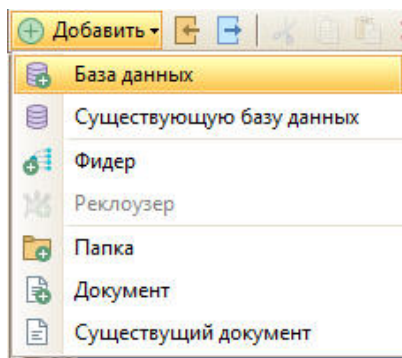 Добавить
База данных
Существующую базу данных
Фидер
Реклоузер
Папка
Документ
Существущий документ